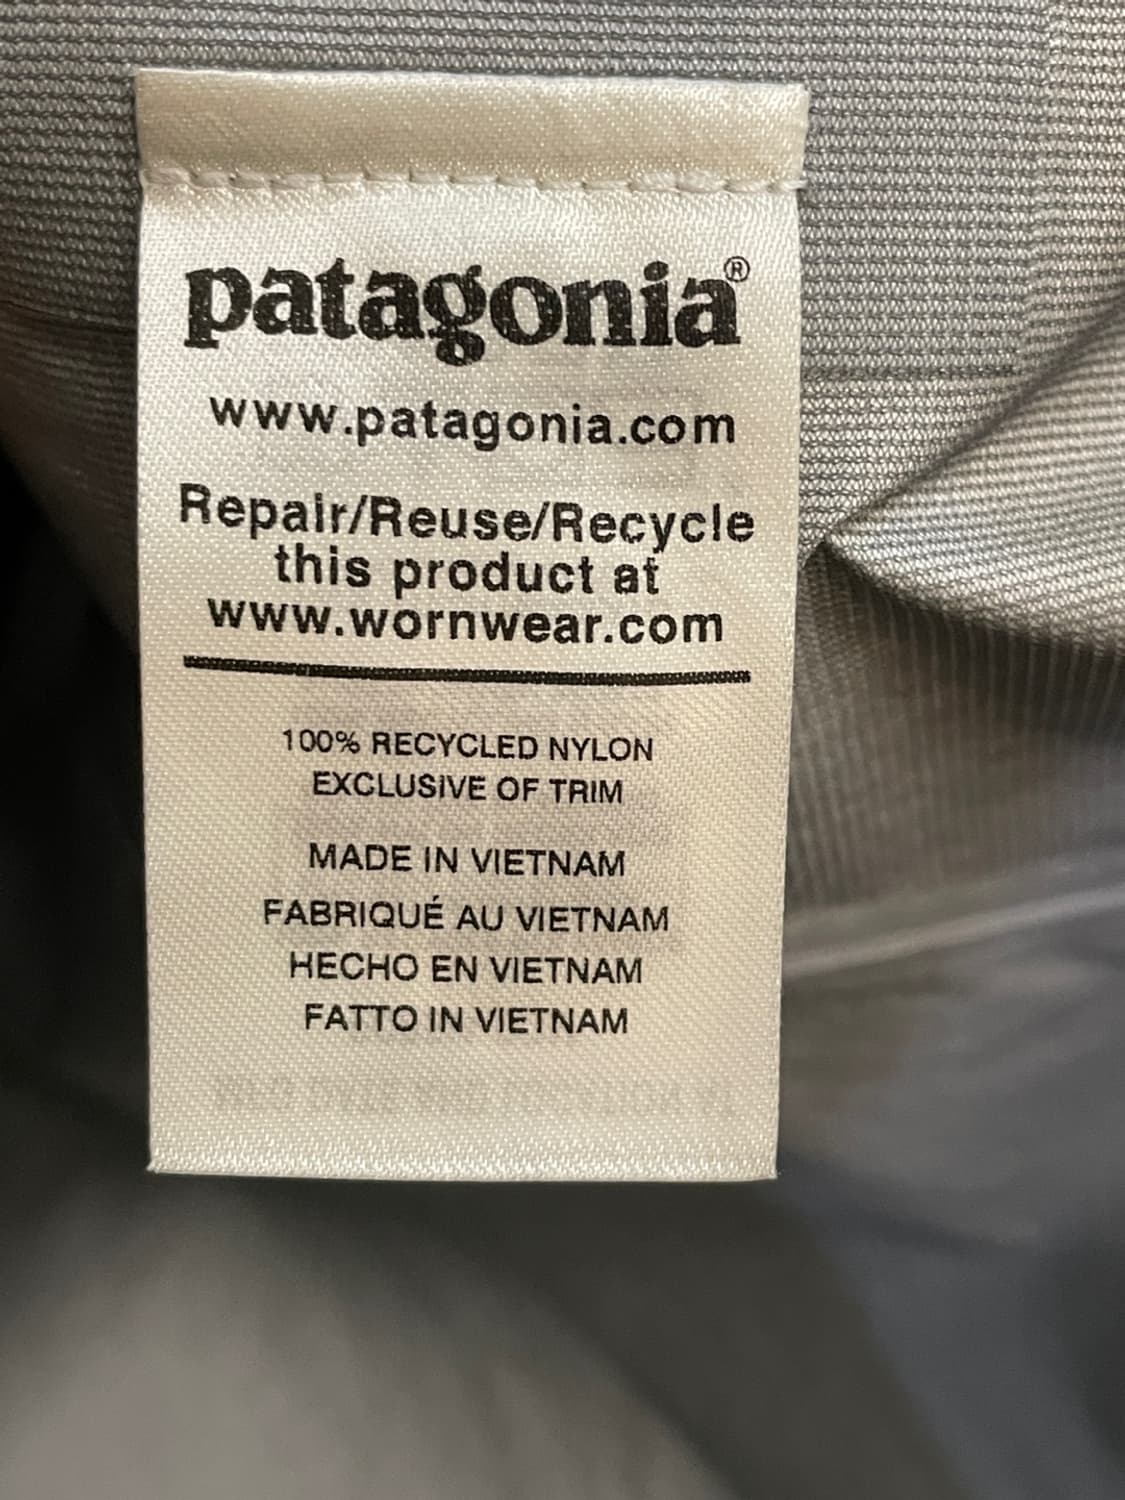 patagonia®
www.patagonia.com
Repair/Reuse/Recycle
this product at
www.wornwear.com
100% RECYCLED NYLON
EXCLUSIVE OF TRIM
MADE IN VIETNAM
FABRIQUÉ AU VIETNAM
HECHO EN VIETNAM
FATTO IN VIETNAM